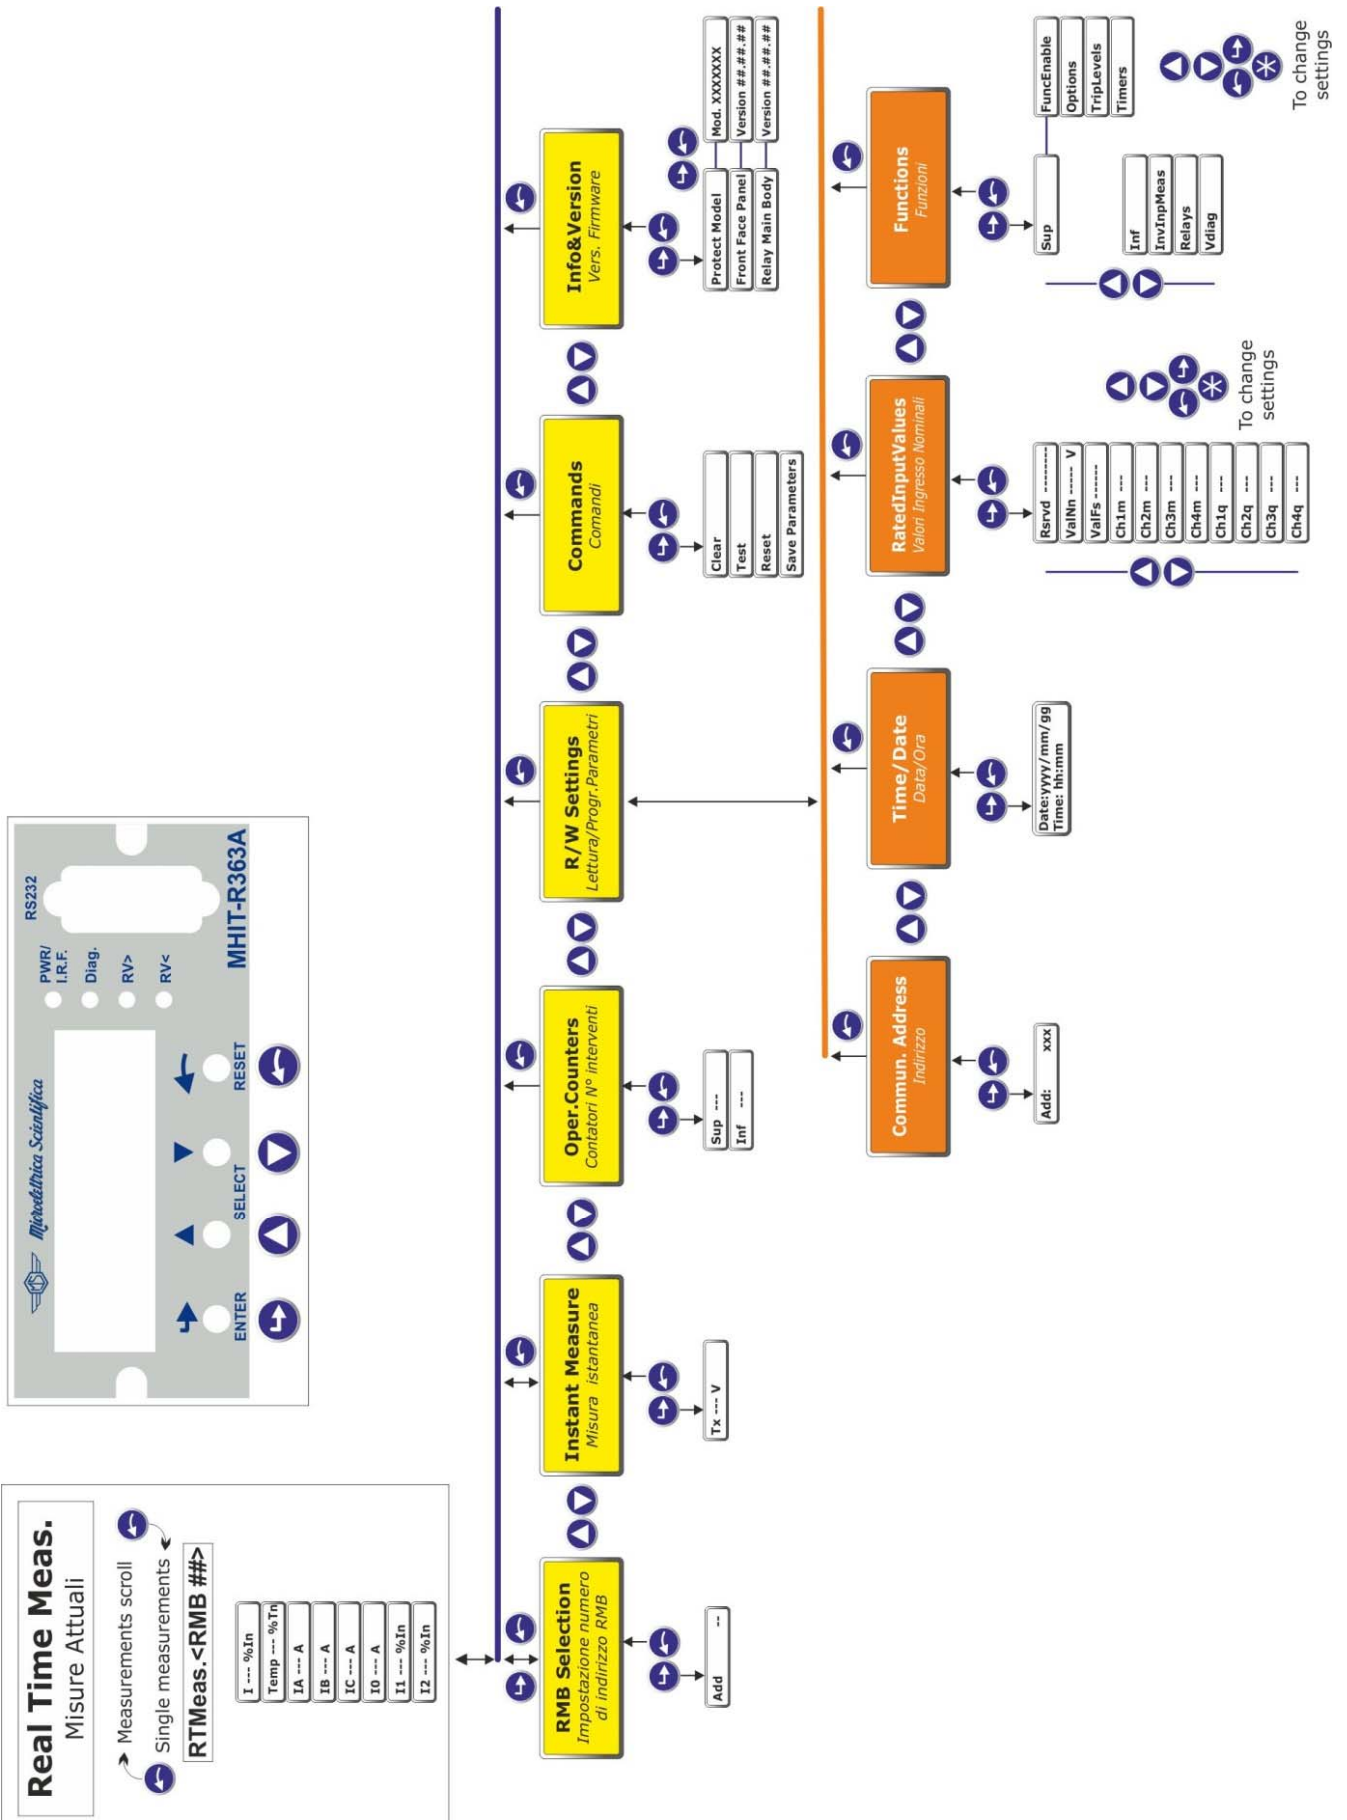 Real Time Meas.
Misure Attuali
Measurements scroll
Single measurements
RTMeas.<RMB ##>
I --- %In
Temp --- %Tn
IA --- A
IB --- A
IC --- A
I0 --- A
I1 --- %In
I2 --- %In
Microelettrica Scientifica
RS232
PWR/
I.R.F.
Diag.
RV>
RV<
ENTER
SELECT
RESET
MHIT-R363A
RMB Selection
Impostazione numero
di indirizzo RMB
Add --
Instant Measure
Misura istantanea
Tx --- V
Oper.Counters
Contatori N° interventi
Sup ---
Inf ---
R/W Settings
Lettura/Progr.Parametri
Commands
Comandi
Clear
Test
Reset
Save Parameters
Info&Version
Vers. Firmware
Protect Model
Mod. XXXXXXX
Front Face Panel
Version ##.##.##
Relay Main Body
Version ##.##.##
Commun. Address
Indirizzo
Add: xxx
Time/Date
Data/Ora
Date:yyyy/mm/gg
Time: hh:mm
RatedInputValues
Valori Ingresso Nominali
Rsrvd --------
ValNn ----- V
ValFs ------
Ch1m ---
Ch2m ---
Ch3m ---
Ch4m ---
Ch1q ---
Ch2q ---
Ch3q ---
Ch4q ---
To change
settings
Functions
Funzioni
Sup
Inf
InvInpMeas
Relays
Vdiag
FuncEnable
Options
TripLevels
Timers
To change
settings